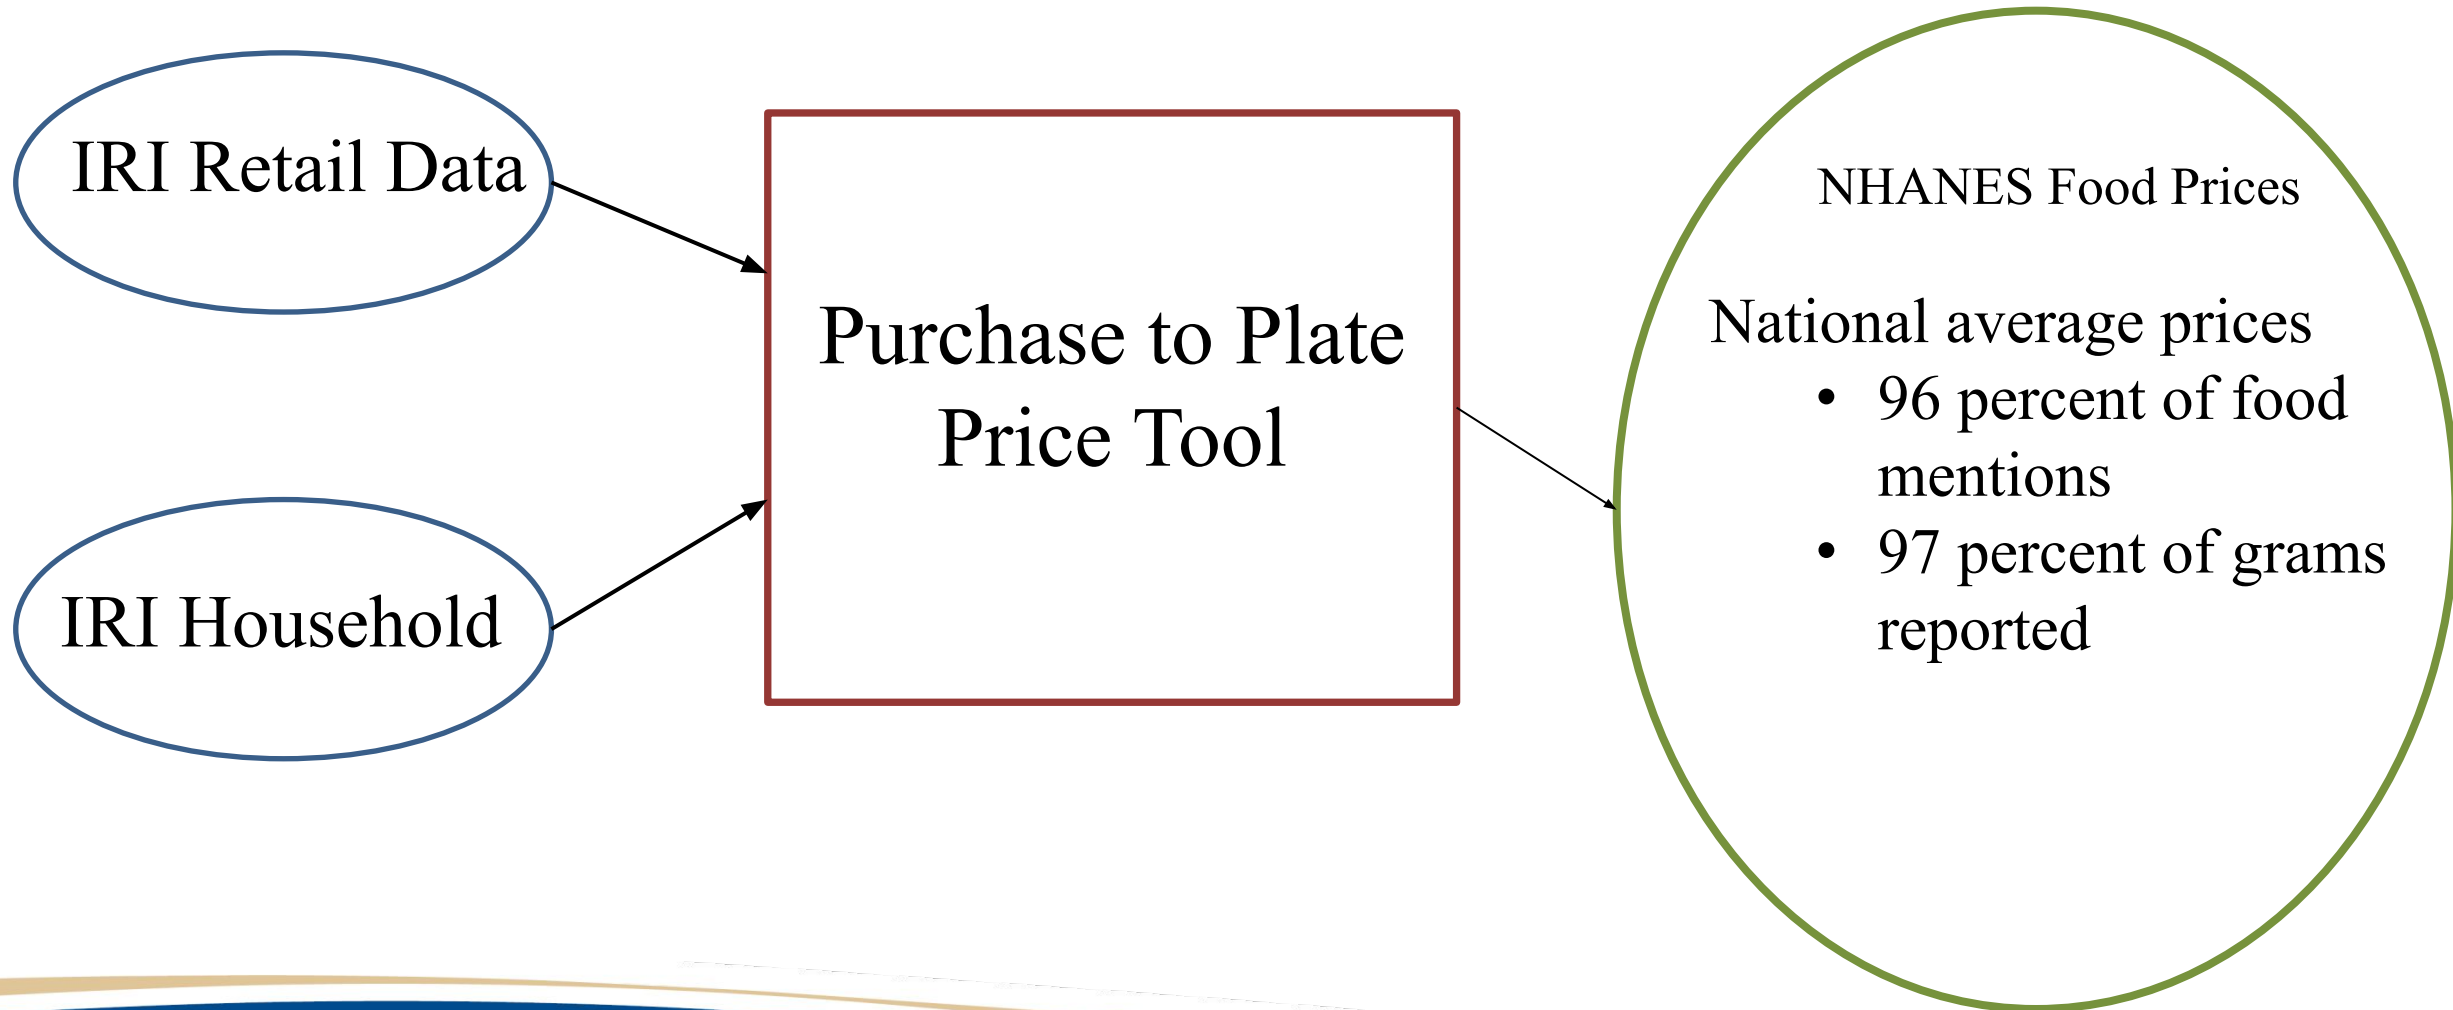 IRI Retail Data
IRI Household
Purchase to Plate
Price Tool
NHANES Food Prices
National average prices
• 96 percent of food
mentions
• 97 percent of grams
reported